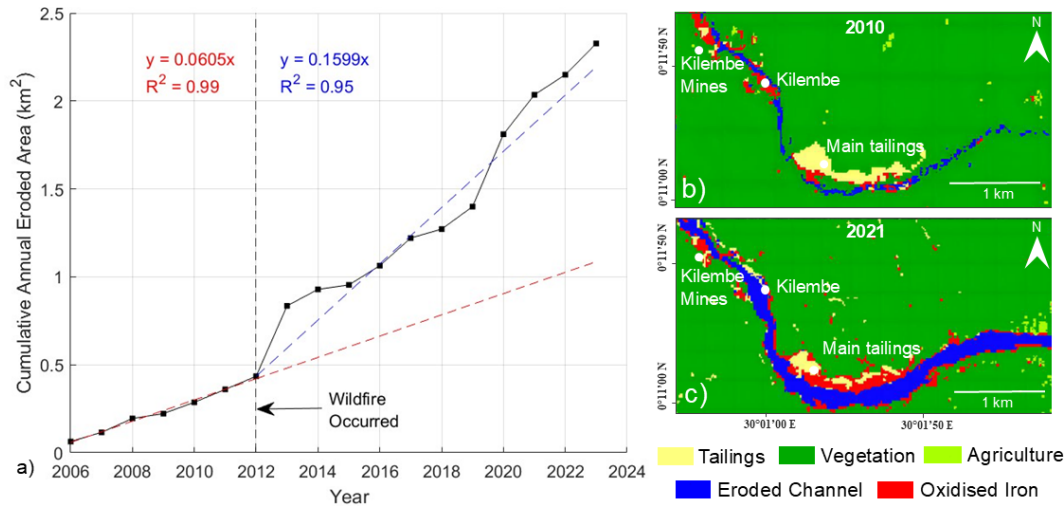 2.5
2
1.5
1
0.5
0
Cumulative Annual Eroded Area (km2)
y = 0.0605x
R2 = 0.99
y = 0.1599x
R2 = 0.95
Wildfire
Occurred
2006
2008
2010
2012
2014
2016
2018
2020
2022
2024
Year
a)
2010
N
0°11'50 N
0°11'00 N
Kilembe
Mines
Kilembe
Main tailings
1 km
b)
2021
N
0°11'50 N
0°11'00 N
Kilembe
Mines
Kilembe
Main tailings
1 km
c)
30°01'00 E
30°01'50 E
Tailings
Vegetation
Agriculture
Eroded Channel
Oxidised Iron